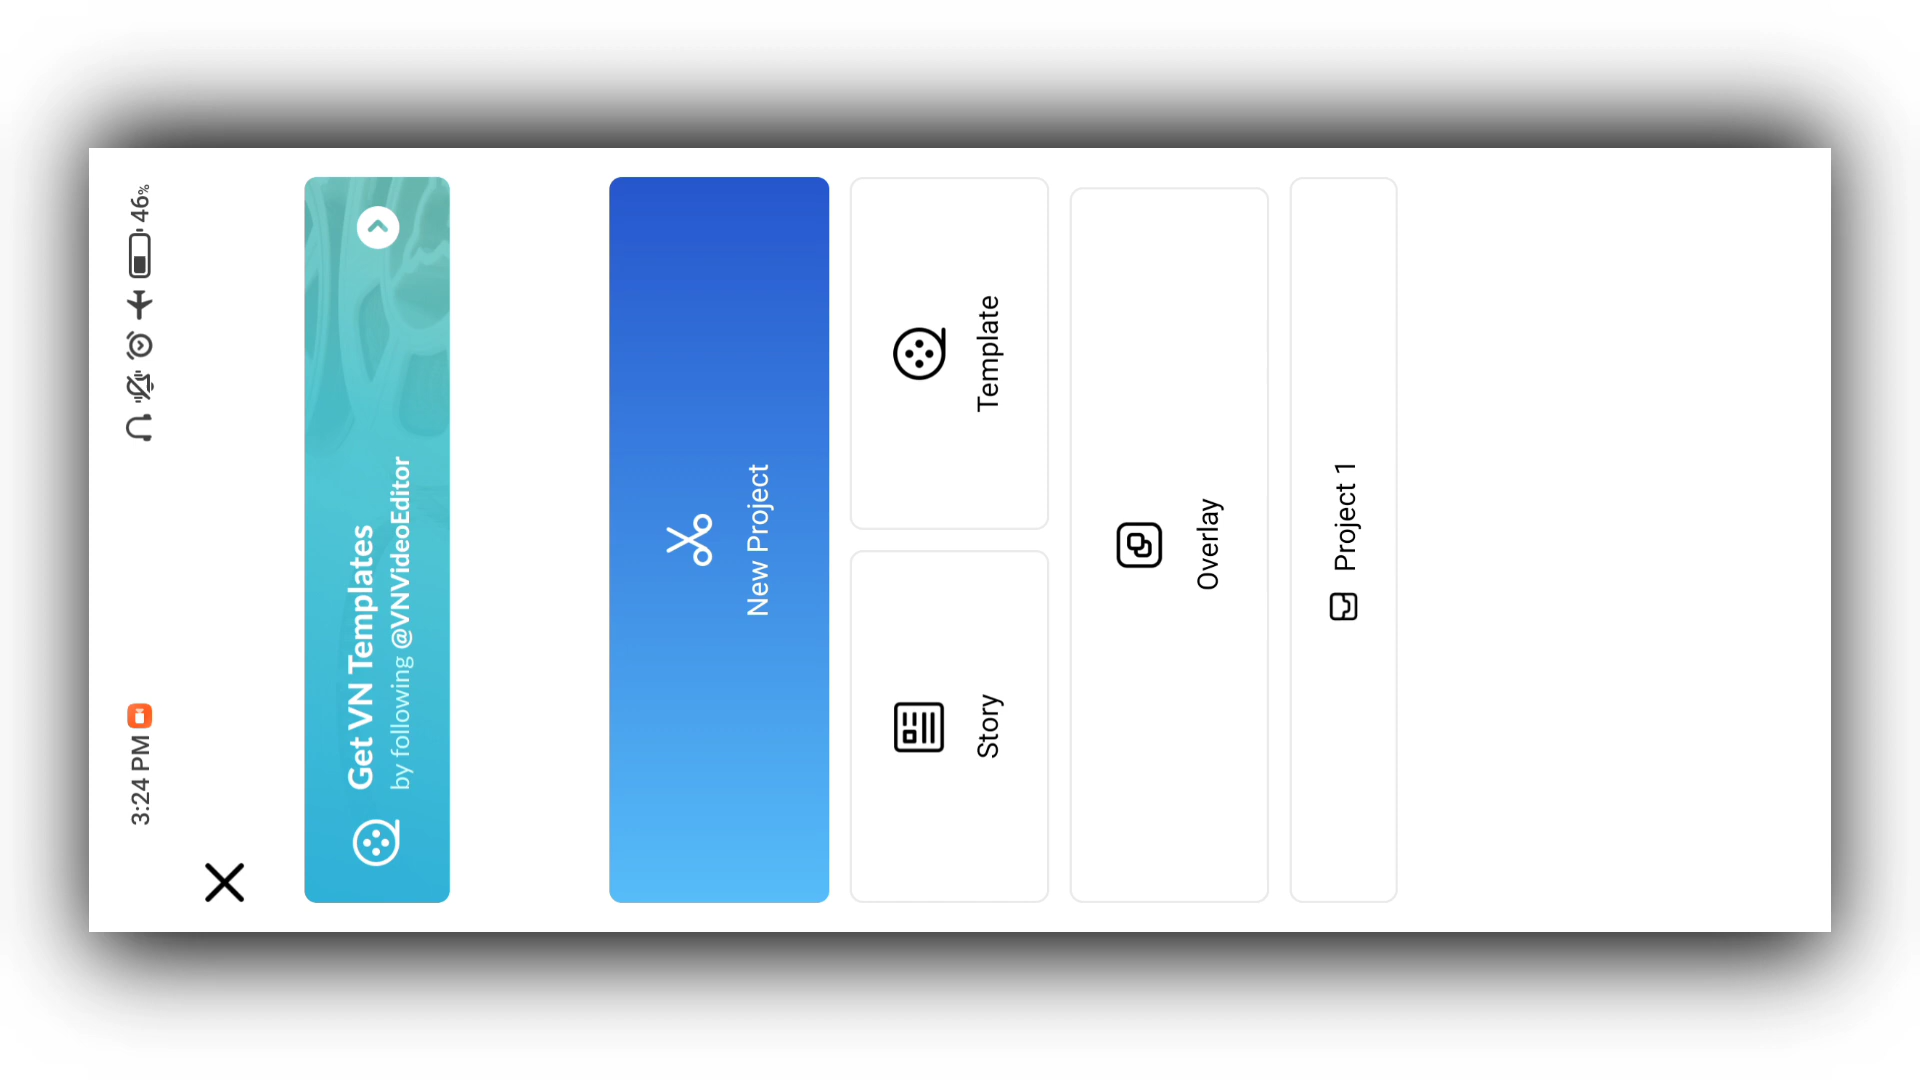 3:24 PM
46%
Get VN Templates
by following @VNVideoEditor
New Project
Story
Template
Overlay
Project 1